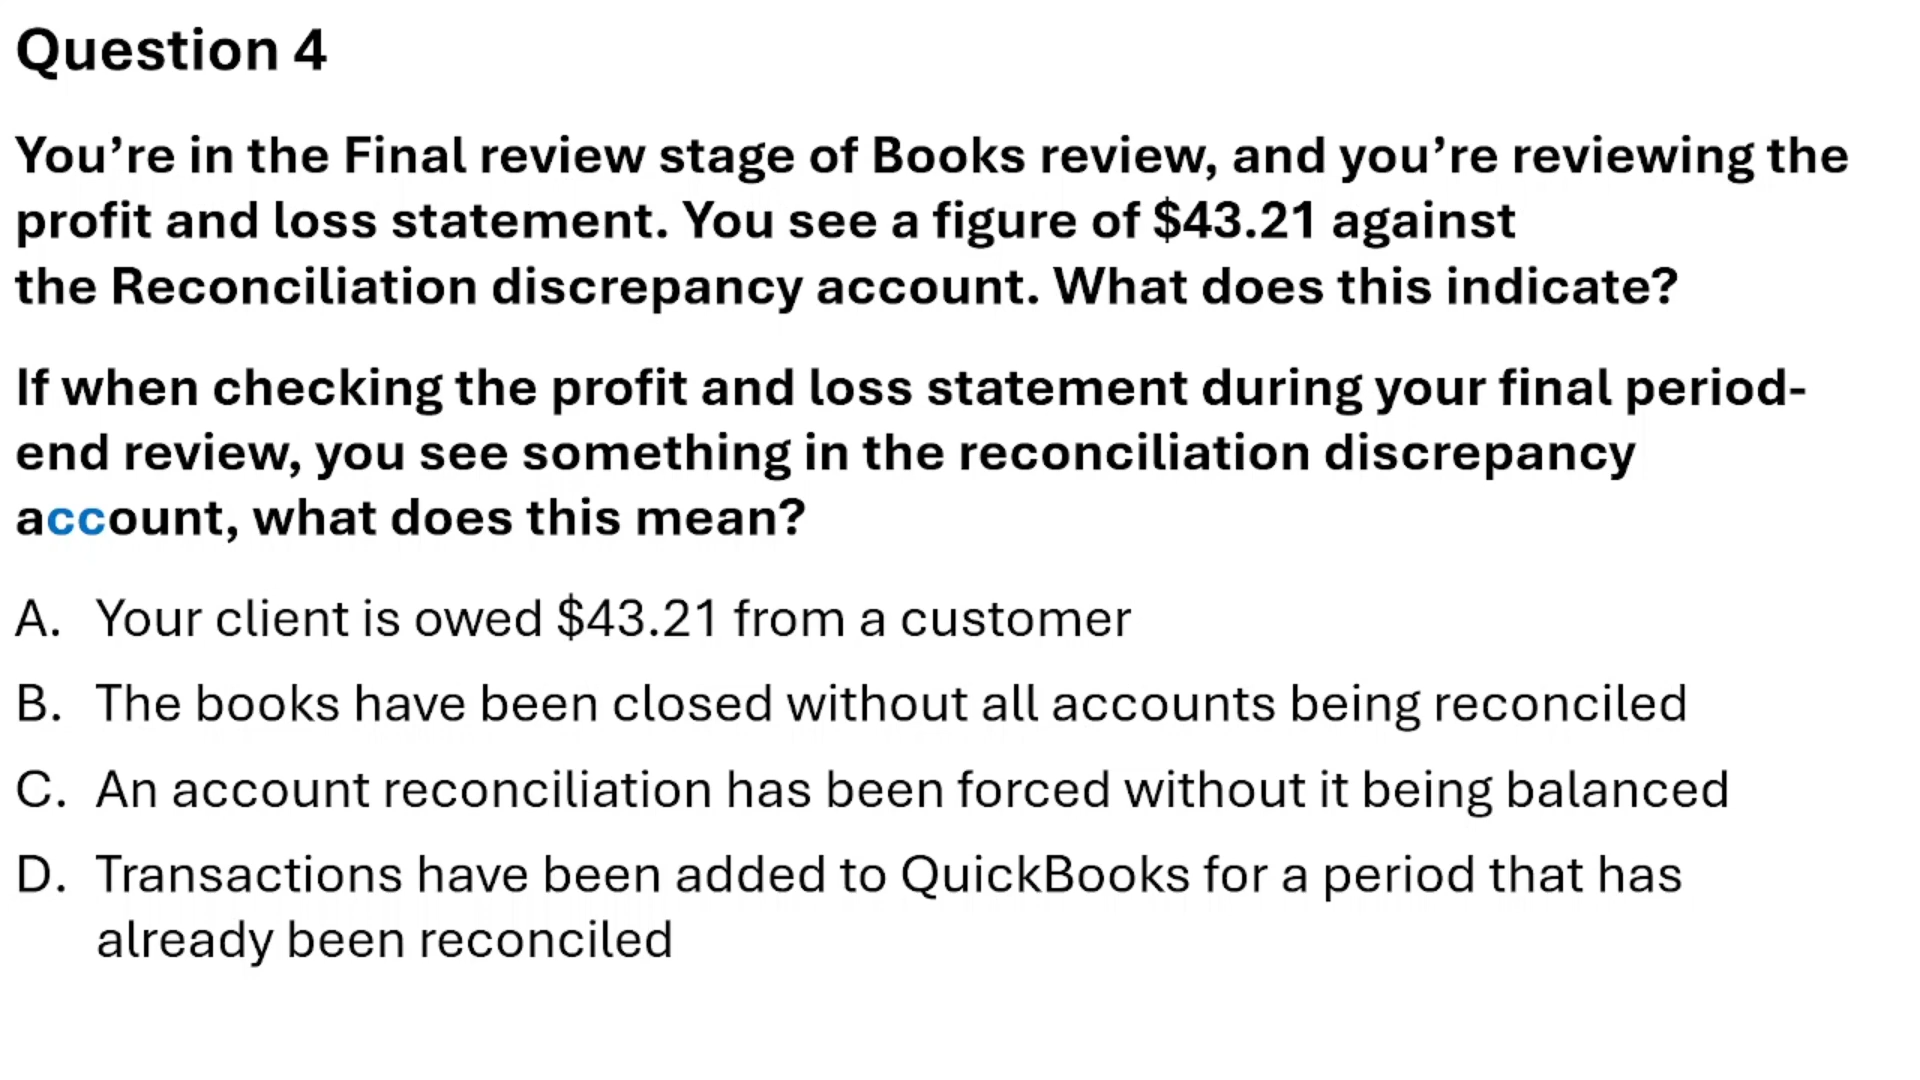 Question 4
You’re in the Final review stage of Books review, and you’re reviewing the
profit and loss statement. You see a figure of $43.21 against
the Reconciliation discrepancy account. What does this indicate?
If when checking the profit and loss statement during your final period-
end review, you see something in the reconciliation discrepancy
account, what does this mean?
A. Your client is owed $43.21 from a customer
B. The books have been closed without all accounts being reconciled
C. An account reconciliation has been forced without it being balanced
D. Transactions have been added to QuickBooks for a period that has
already been reconciled